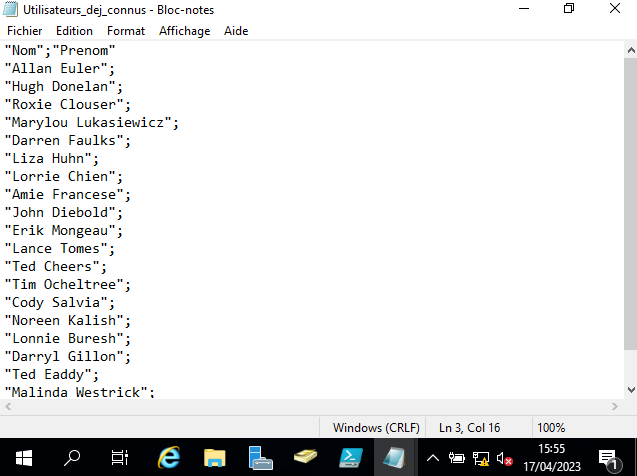 Utilisateurs_dej_connus - Bloc-notes
Fichier Edition Format Affichage Aide
"Nom";"Prenom"
"Allan Euler";
"Hugh Donelan";
"Roxie Clouser";
"Marylou Lukasiewicz";
"Darren Faulks";
"Liza Huhn";
"Lorrie Chien";
"Amie Francese";
"John Diebold";
"Erik Mongeau";
"Lance Tomes";
"Ted Cheers";
"Tim Ocheltree";
"Cody Salvia";
"Noreen Kalish";
"Lonnie Buresh";
"Darryl Gillon";
"Ted Eaddy";
"Malinda Westrick";
Windows (CRLF) Ln 3, Col 16 100%
15:55
17/04/2023
1